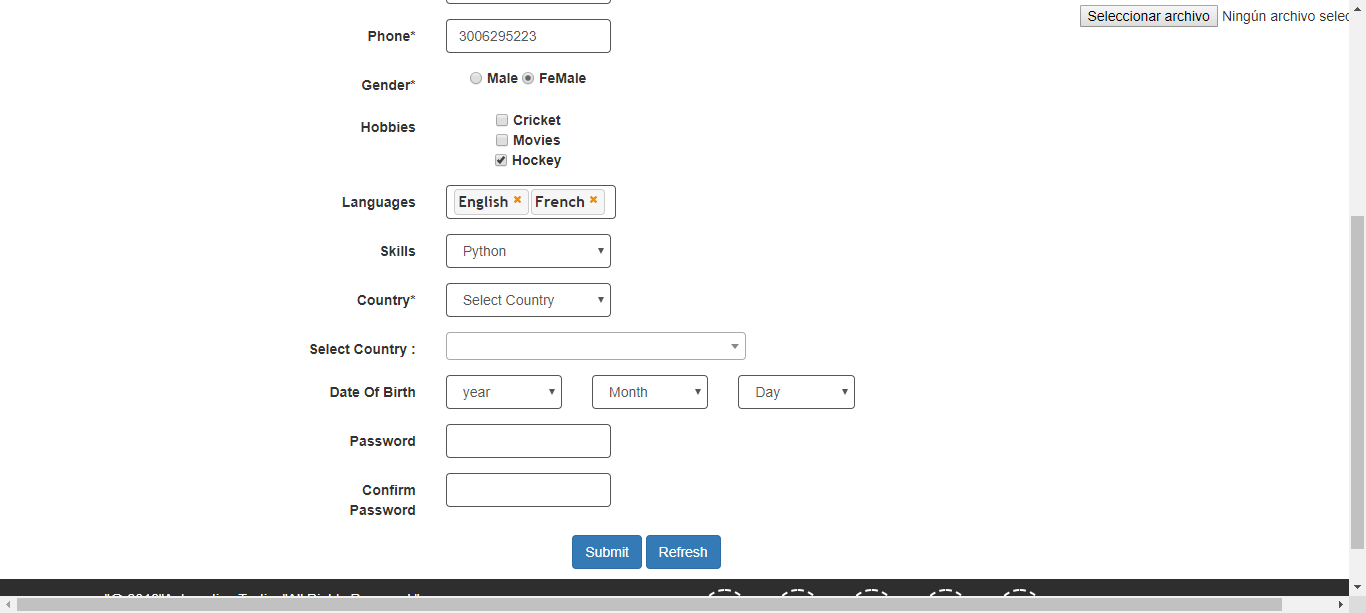 Seleccionar archivo Ningún archivo selec
Phone* 3006295223
Gender* Male FeMale
Hobbies Cricket
Movies
Hockey
Languages English × French ×
Skills Python
Country* Select Country
Select Country :
Date Of Birth year Month Day
Password
Confirm
Password
Submit Refresh